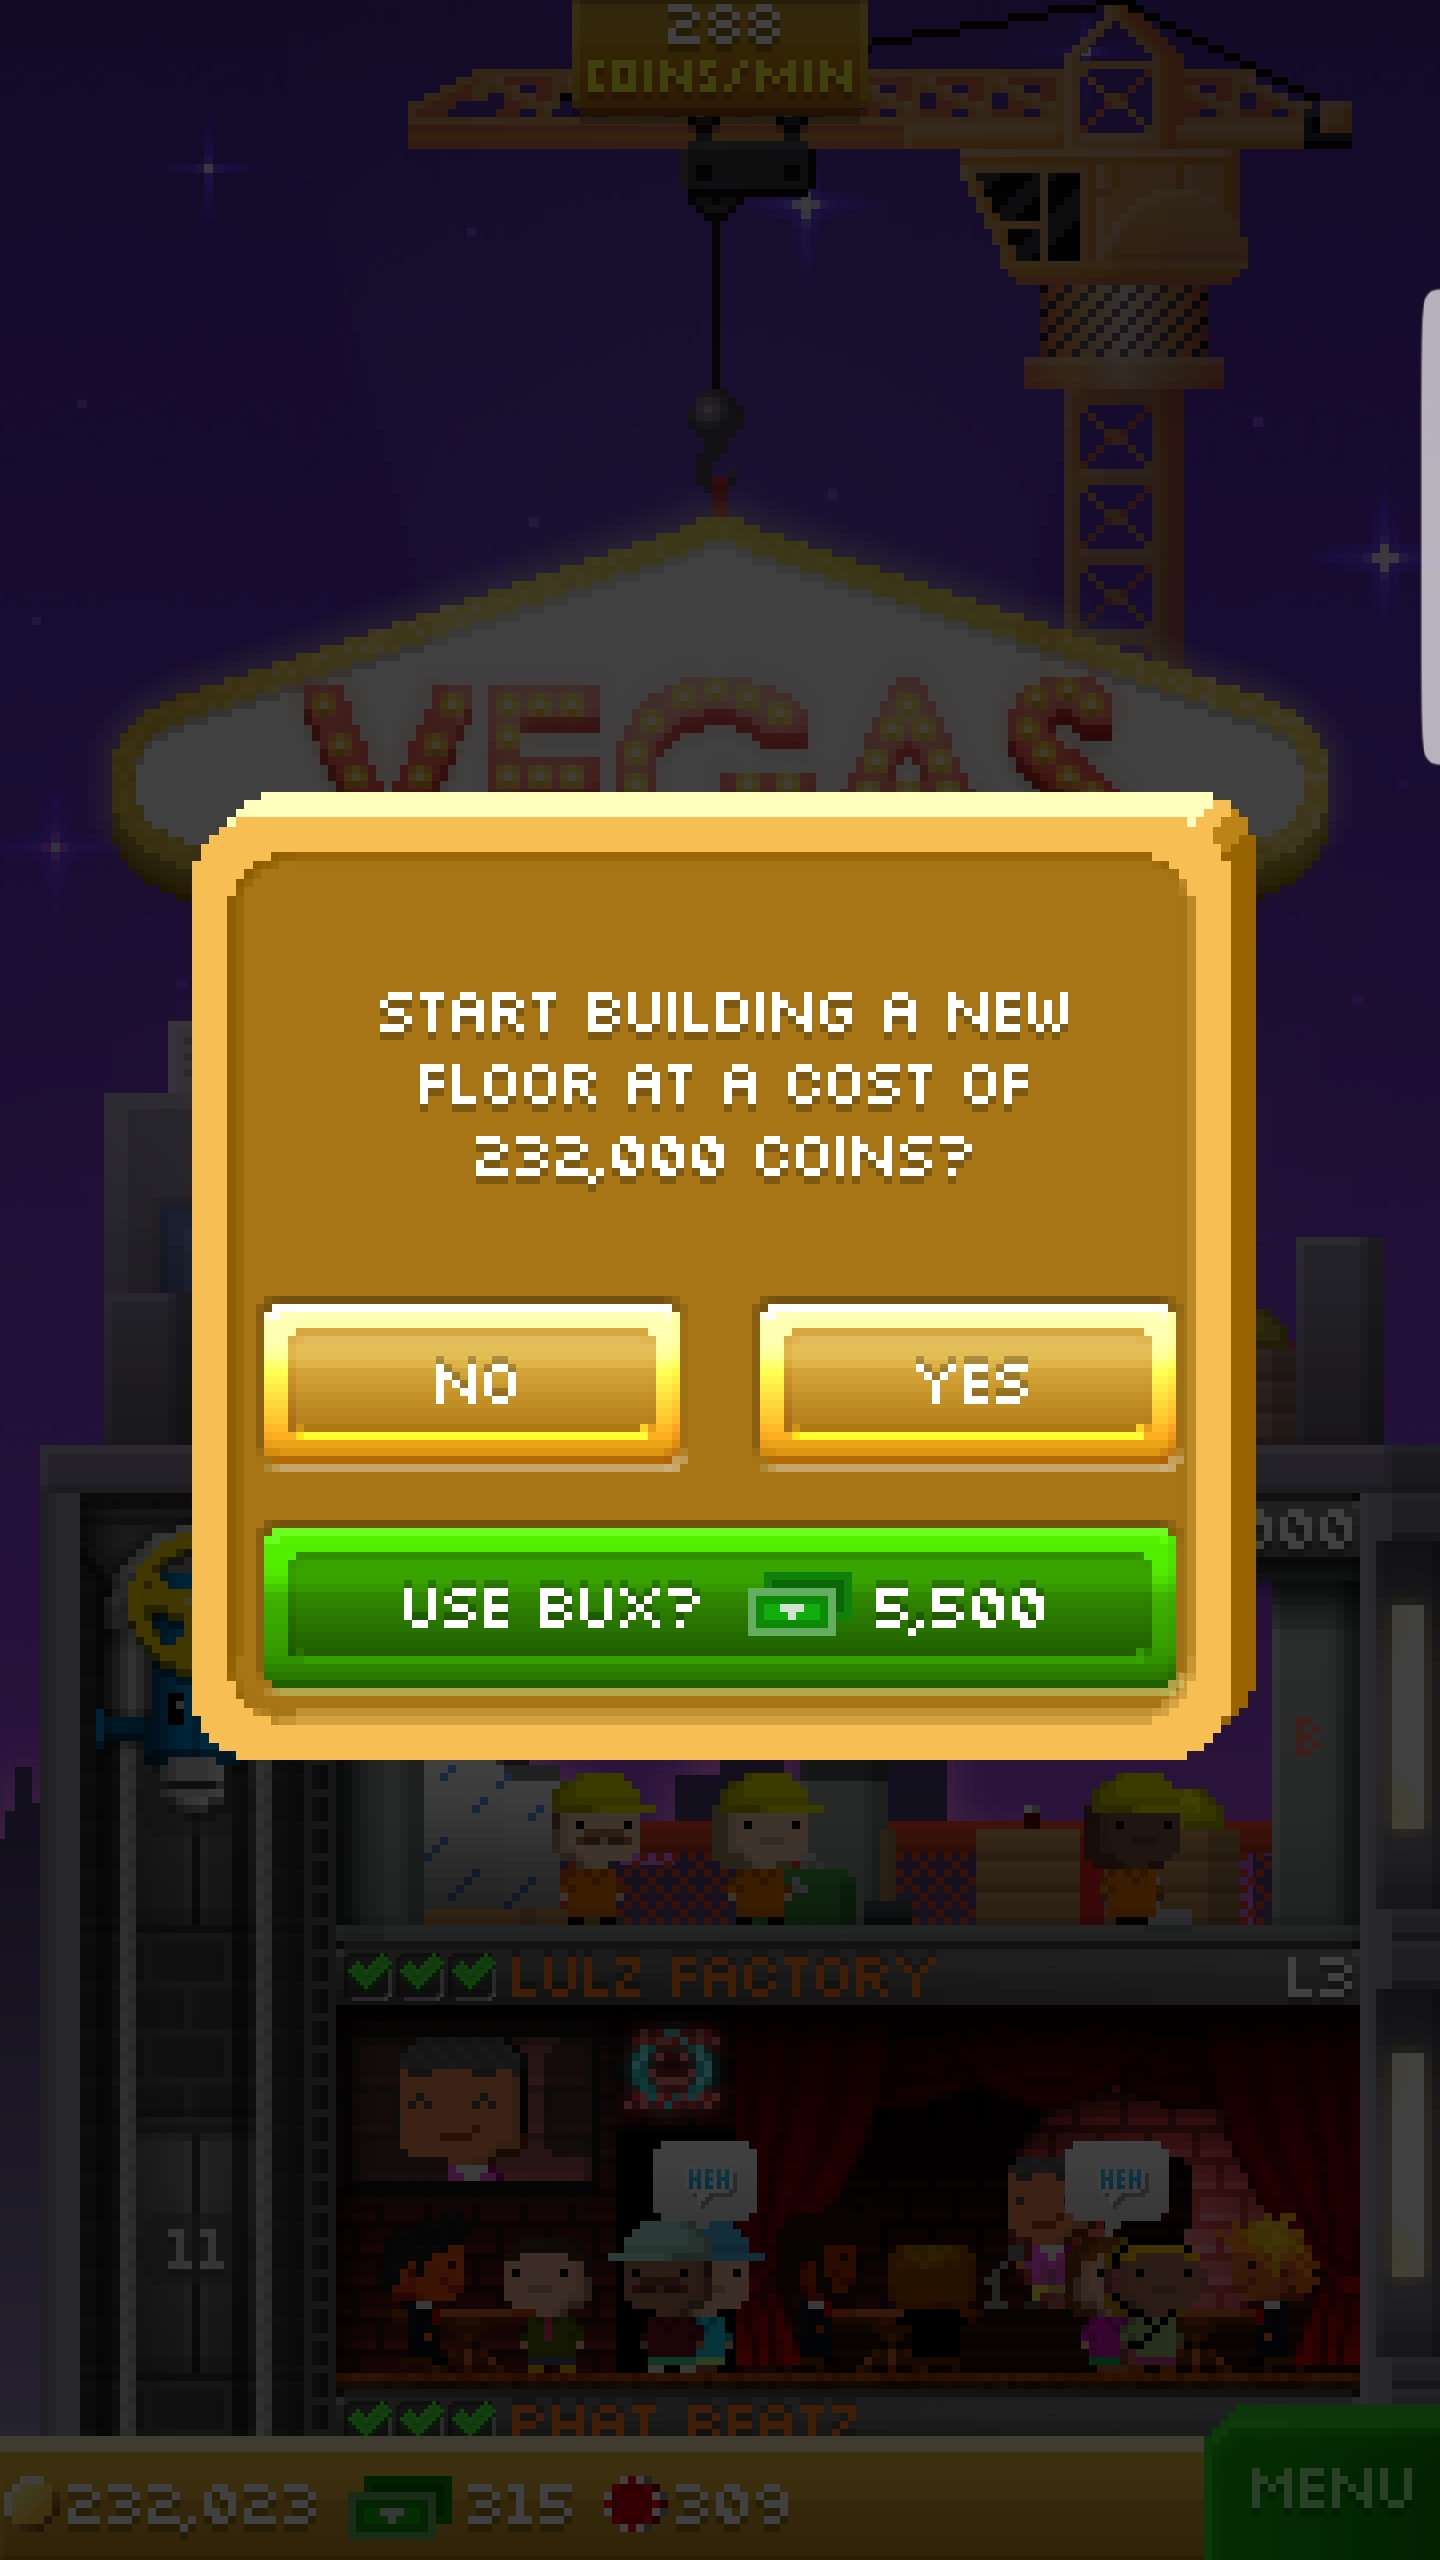 288
COINS/MIN
VEGAS
START BUILDING A NEW
FLOOR AT A COST OF
232,000 COINS?
NO
YES
USE BUX? 5,500
000
B
LULZ FACTORY L3
HEH
HEH
11
PHAT BEATZ
232,023 315 309
MENU